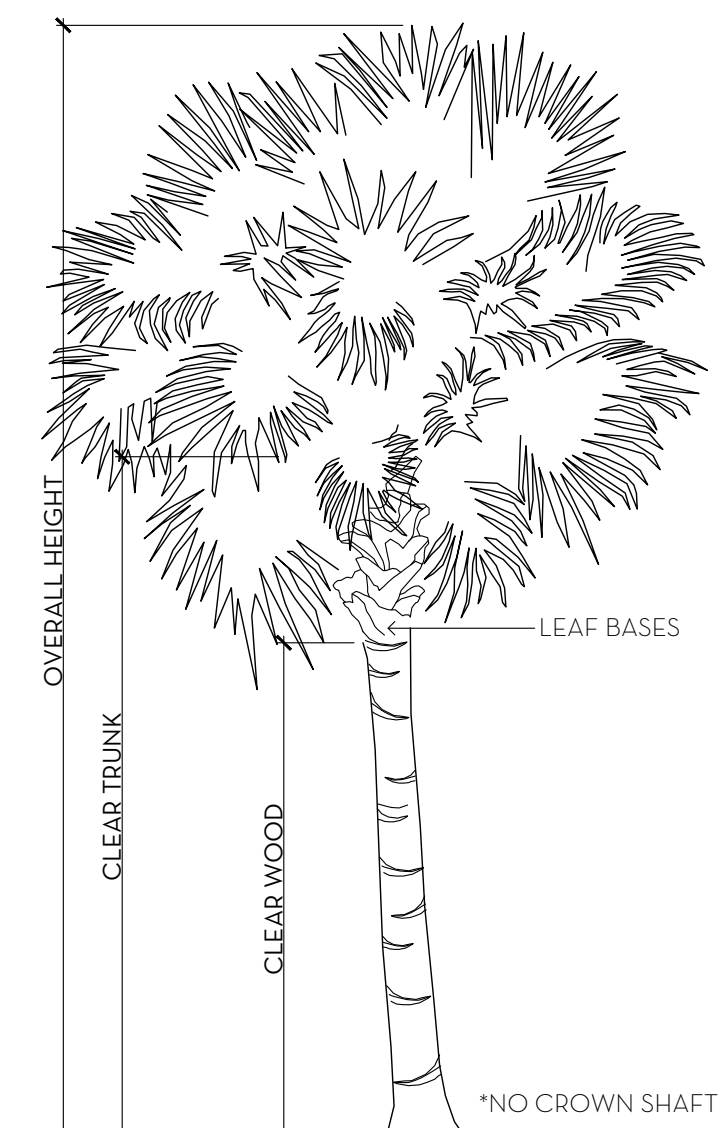 OVERALL HEIGHT
CLEAR TRUNK
CLEAR WOOD
LEAF BASES
*NO CROWN SHAFT